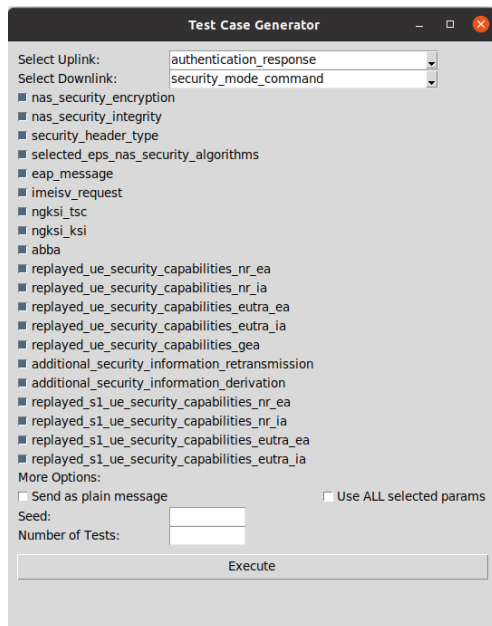 Test Case Generator
Select Uplink: authentication_response
Select Downlink: security_mode_command
nas_security_encryption
nas_security_integrity
security_header_type
selected_eps_nas_security_algorithms
eap_message
imeisv_request
ngksi_tsc
ngksi_ksi
abba
replayed_ue_security_capabilities_nr_ea
replayed_ue_security_capabilities_nr_ia
replayed_ue_security_capabilities_eutra_ea
replayed_ue_security_capabilities_eutra_ia
replayed_ue_security_capabilities_gea
additional_security_information_retransmission
additional_security_information_derivation
replayed_s1_ue_security_capabilities_nr_ea
replayed_s1_ue_security_capabilities_nr_ia
replayed_s1_ue_security_capabilities_eutra_ea
replayed_s1_ue_security_capabilities_eutra_ia
More Options:
Send as plain message Use ALL selected params
Seed:
Number of Tests:
Execute